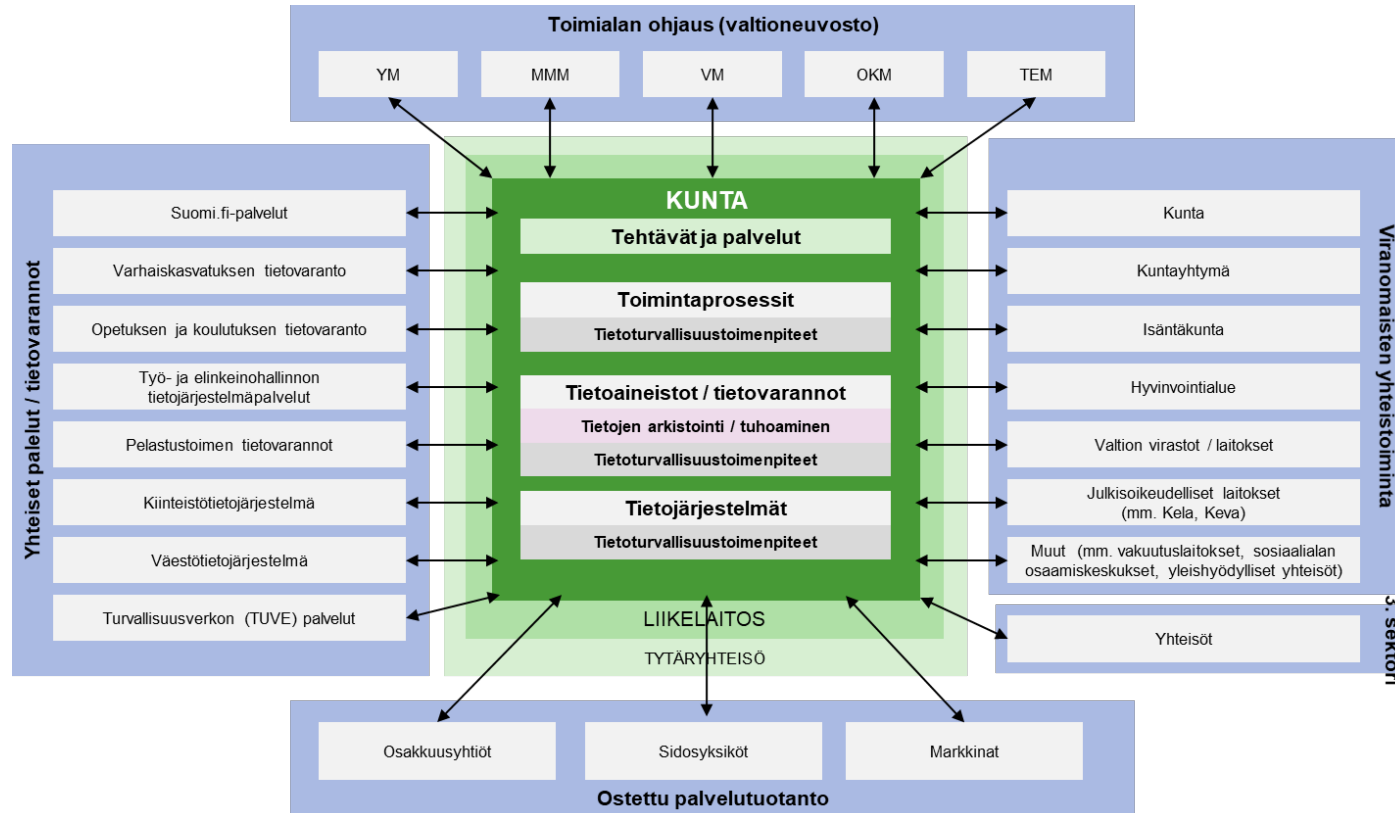 Toimialan ohjaus (valtioneuvosto)
YM
MMM
VM
OKM
TEM
Yhteiset palelut / tietovarannot
Suomi.fi-palvelut
Varhaiskasvatuksen tietovaranto
Opetuksen ja koulutuksen tietovaranto
Työ- ja elinkeinohallinnon
tietojärjestelmäpalvelut
Pelastustoimen tietovarannot
Kiinteistötietojärjestelmä
Väestötietojärjestelmä
Turvallisuusverkon (TUVE) palvelut
KUNTA
Tehtävät ja palvelut
Toimintaprosessit
Tietoturvallisuustoimenpiteet
Tietoaineistot / tietovarannot
Tietojen arkistointi / tuhoaminen
Tietoturvallisuustoimenpiteet
Tietojärjestelmät
Tietoturvallisuustoimenpiteet
LIIKELAITOS
TYTÄRYHTEISÖ
Viranomaisten yhteistoiminta
Kunta
Kuntayhtymä
Isäntäkunta
Hyvinvointialue
Valtion virastot / laitokset
Julkisoikeudelliset laitokset
(mm. Kela, Keva)
Muut (mm. vakuutuslaitokset, sosiaalialan
osaamiskeskukset, yleishyödylliset yhteisöt)
3. sektori
Yhteisöt
Osakkuusyhtiöt
Sidosyksiköt
Markkinat
Ostettu palvelutuotanto